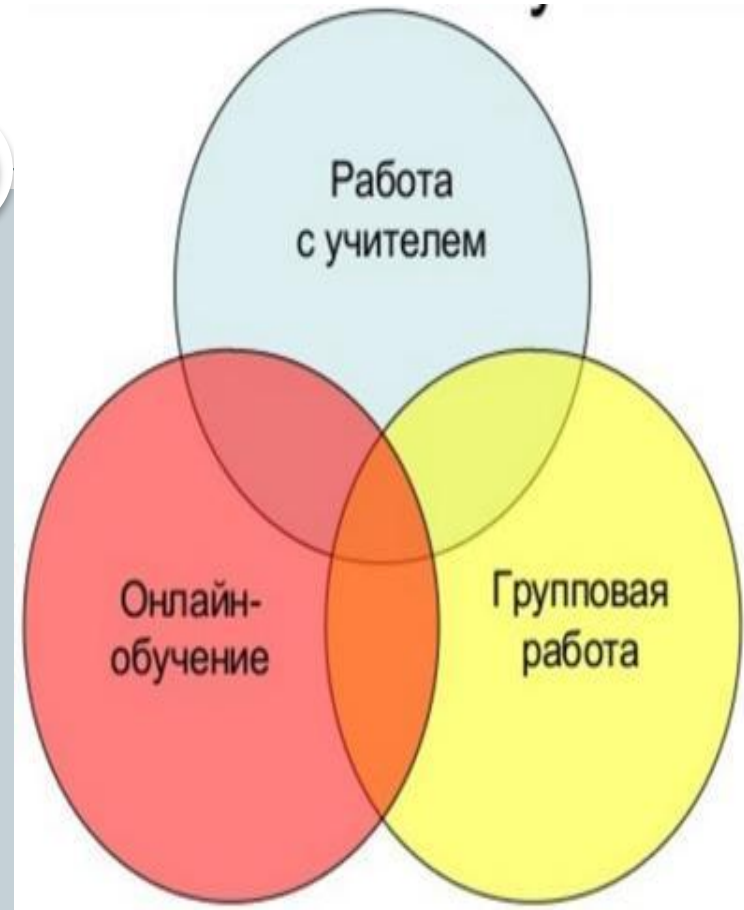 Работа
с учителем
Онлайн-
обучение
Групповая
работа